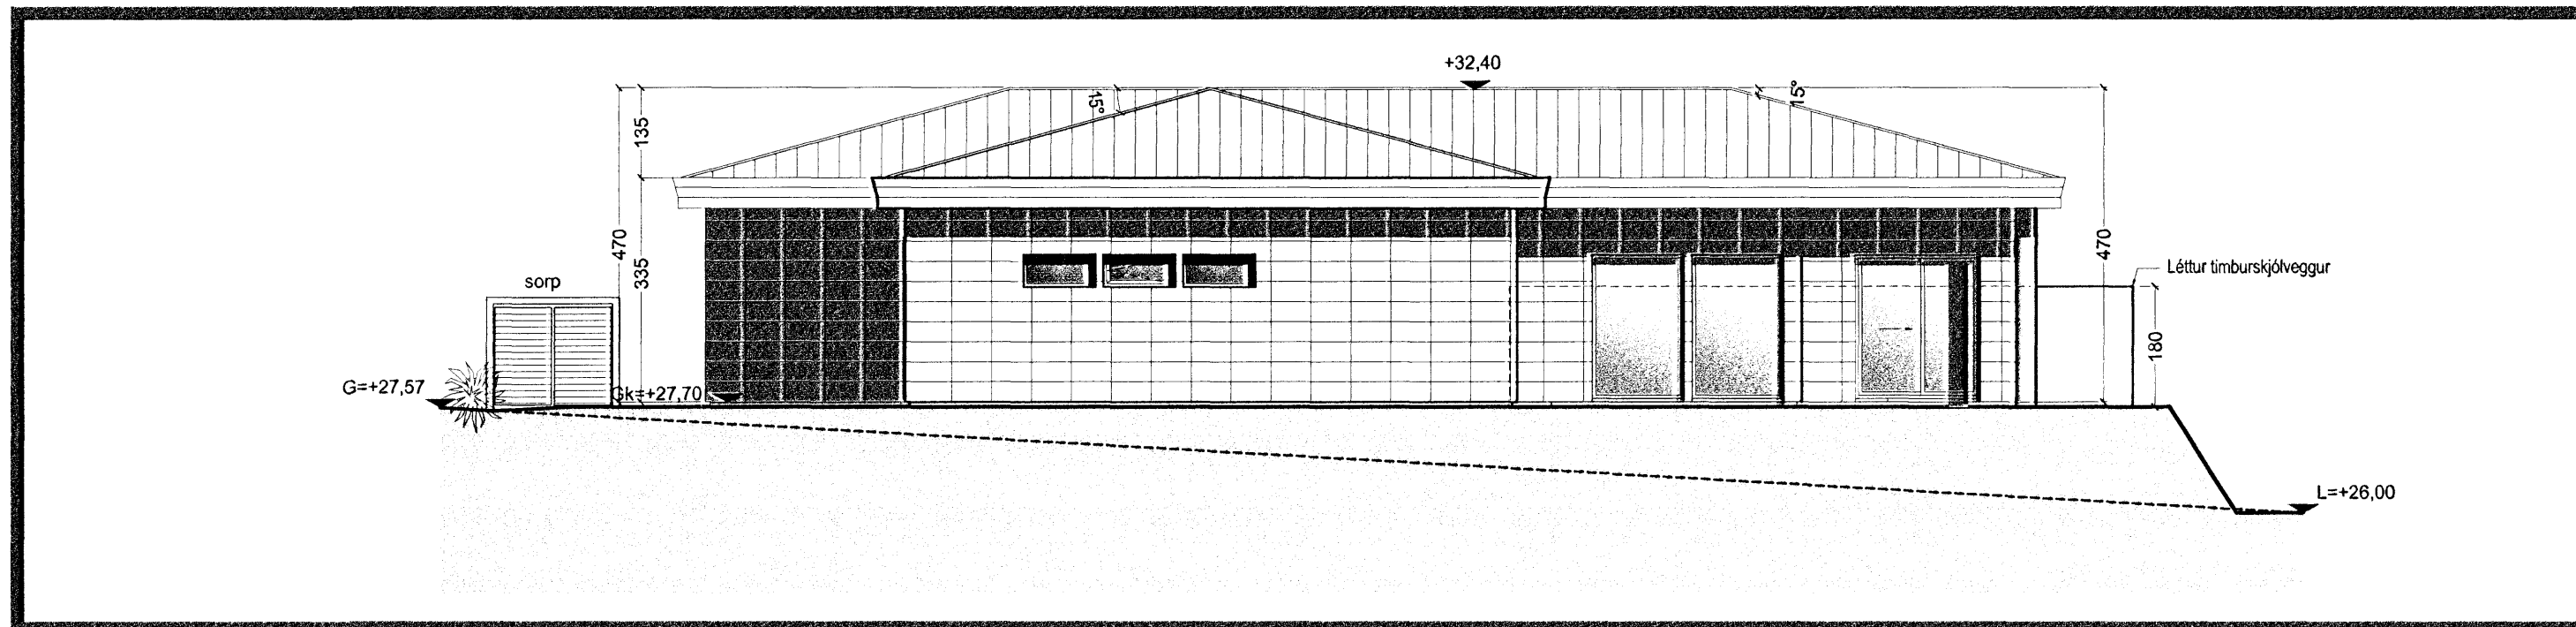 +32,40
15°
15°
135
470
335
470
sorp
Léttur timburskjólveggur
180
G=+27,57
Gk=+27,70
L=+26,00